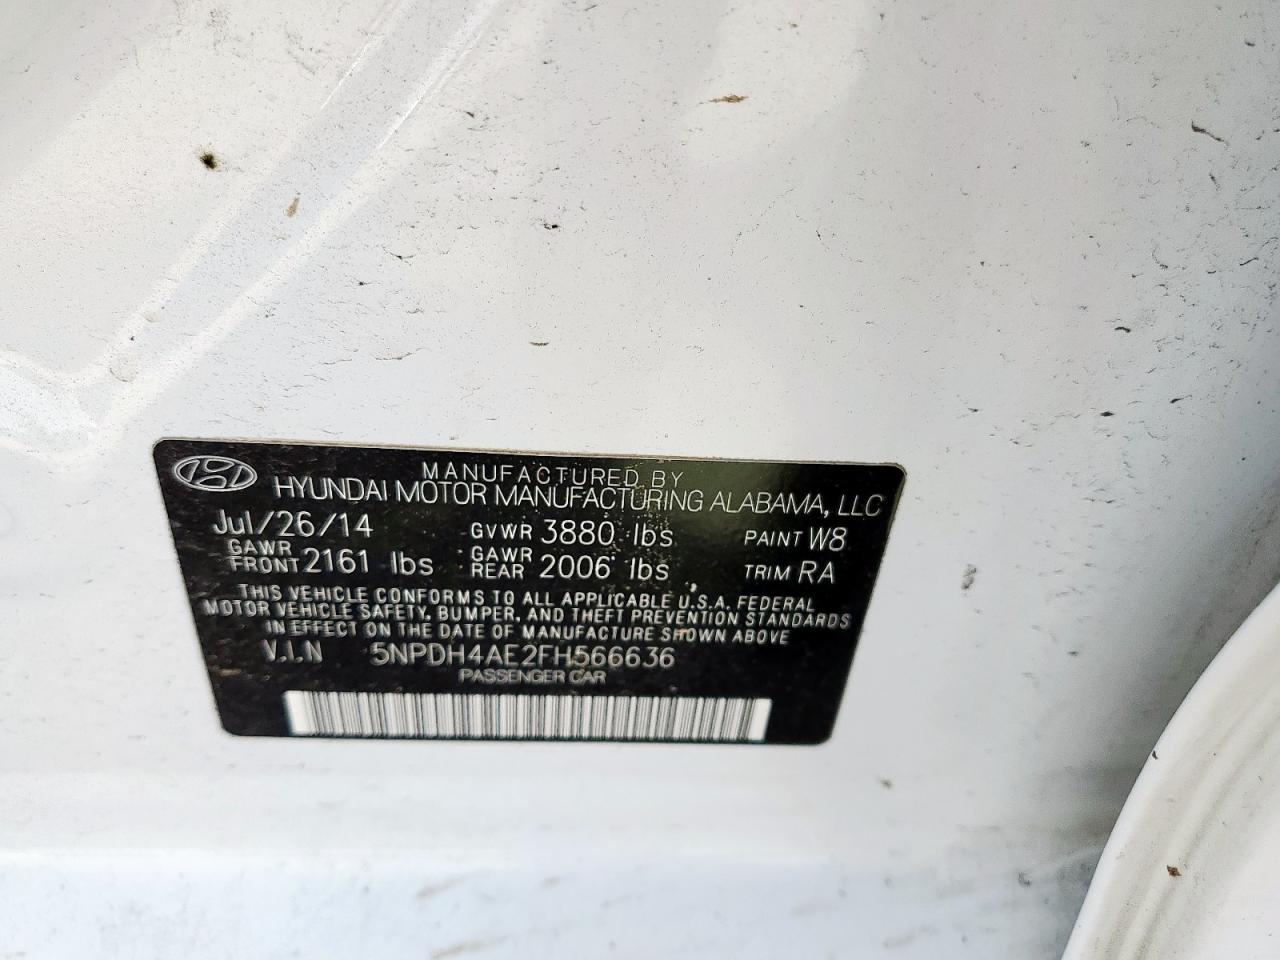 MANUFACTURED BY
HYUNDAI MOTOR MANUFACTURING ALABAMA, LLC
Jul/26/14 GVWR 3880 lbs PAINT W8
GAWR FRONT 2161 lbs GAWR REAR 2006 lbs TRIM RA
THIS VEHICLE CONFORMS TO ALL APPLICABLE U.S.A. FEDERAL
MOTOR VEHICLE SAFETY, BUMPER, AND THEFT PREVENTION STANDARDS
IN EFFECT ON THE DATE OF MANUFACTURE SHOWN ABOVE
V.I.N 5NPDH4AE2FH566636
PASSENGER CAR